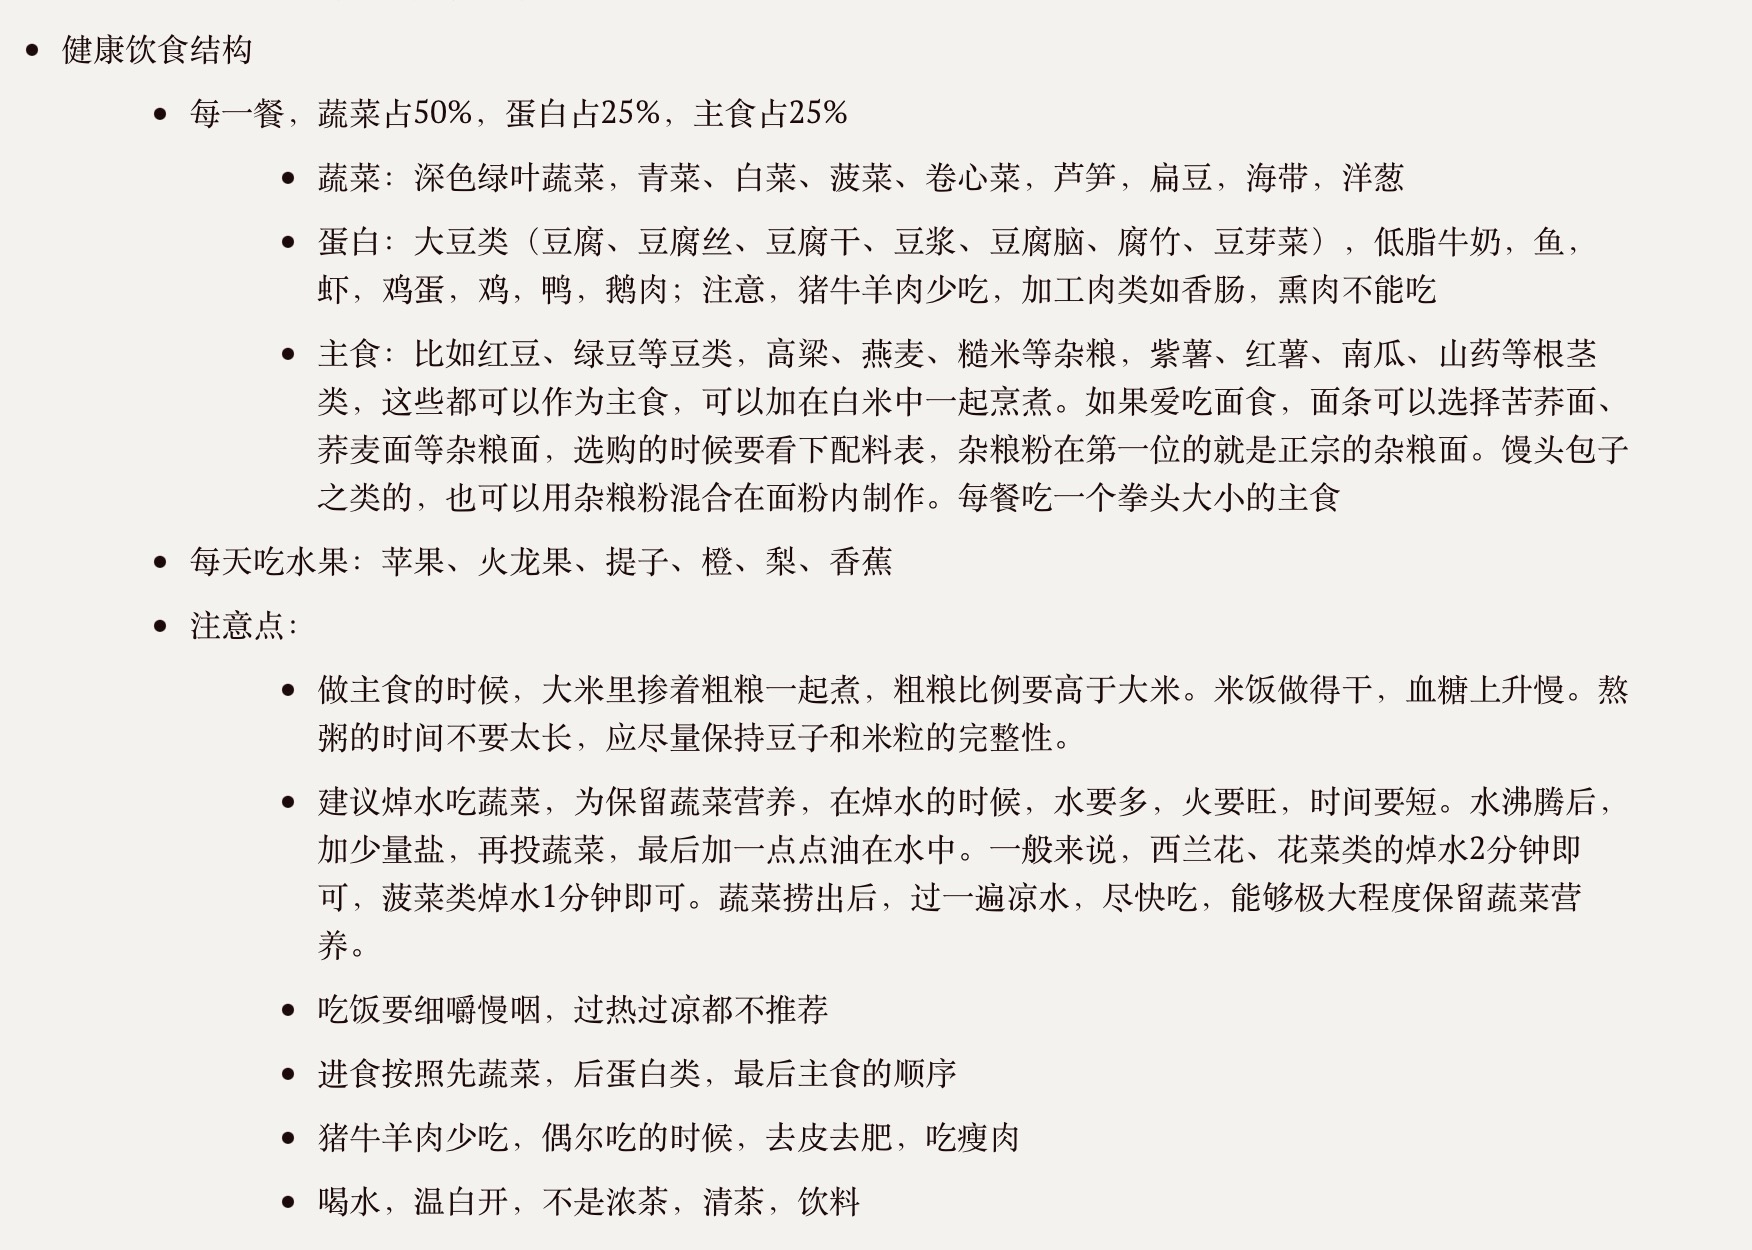 • 健康饮食结构
• 每一餐，蔬菜占50%，蛋白占25%，主食占25%
• 蔬菜：深色绿叶蔬菜，青菜、白菜、菠菜、卷心菜，芦笋，扁豆，海带，洋葱
• 蛋白：大豆类（豆腐、豆腐丝、豆腐干、豆浆、豆腐脑、腐竹、豆芽菜），低脂牛奶，鱼，
虾，鸡蛋，鸡，鸭，鹅肉；注意，猪牛羊肉少吃，加工肉类如香肠，熏肉不能吃
• 主食：比如红豆、绿豆等豆类，高粱、燕麦、糙米等杂粮，紫薯、红薯、南瓜、山药等根茎
类，这些都可以作为主食，可以加在白米中一起烹煮。如果爱吃面食，面条可以选择苦荞面、
荞麦面等杂粮面，选购的时候要看下配料表，杂粮粉在第一位的就是正宗的杂粮面。馒头包子
之类的，也可以用杂粮粉混合在面粉内制作。每餐吃一个拳头大小的主食
• 每天吃水果：苹果、火龙果、提子、橙、梨、香蕉
• 注意点：
• 做主食的时候，大米里掺着粗粮一起煮，粗粮比例要高于大米。米饭做得干，血糖上升慢。熬
粥的时间不要太长，应尽量保持豆子和米粒的完整性。
• 建议焯水吃蔬菜，为保留蔬菜营养，在焯水的时候，水要多，火要旺，时间要短。水沸腾后，
加少量盐，再投蔬菜，最后加一点点油在水中。一般来说，西兰花、花菜类的焯水2分钟即
可，菠菜类焯水1分钟即可。蔬菜捞出后，过一遍凉水，尽快吃，能够极大程度保留蔬菜营
养。
• 吃饭要细嚼慢咽，过热过凉都不推荐
• 进食按照先蔬菜，后蛋白类，最后主食的顺序
• 猪牛羊肉少吃，偶尔吃的时候，去皮去肥，吃瘦肉
• 喝水，温白开，不是浓茶，清茶，饮料